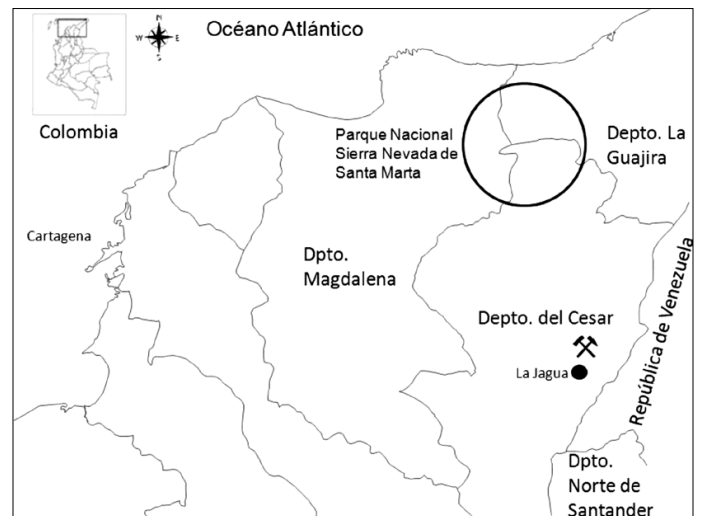 N
W E
S
Océano Atlántico
Colombia
Parque Nacional
Sierra Nevada de
Santa Marta
Depto. La
Guajira
Cartagena
Dpto.
Magdalena
República de Venezuela
Depto. del Cesar
La Jagua
Dpto.
Norte de
Santander